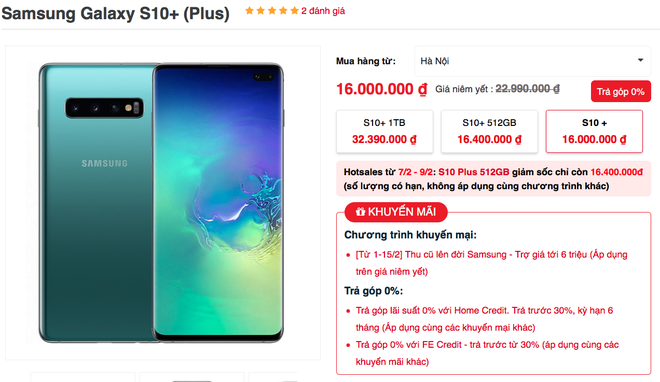 Samsung Galaxy S10+ (Plus) 2 đánh giá
Mua hàng từ: Hà Nội
16.000.000 ₫ Giá niêm yết : 22.990.000 ₫ Trả góp 0%
S10+ 1TB S10+ 512GB S10 +
32.390.000 ₫ 16.400.000 ₫ 16.000.000 ₫
Hotsales từ 7/2 - 9/2: S10 Plus 512GB giảm sốc chỉ còn 16.400.000đ
(số lượng có hạn, không áp dụng cùng chương trình khác)
KHUYẾN MÃI
Chương trình khuyến mại:
[Từ 1-15/2] Thu cũ lên đời Samsung - Trợ giá tới 6 triệu (Áp dụng
trên giá niêm yết)
Trả góp 0%:
Trả góp lãi suất 0% với Home Credit. Trả trước 30%, kỳ hạn 6
tháng (Áp dụng cùng các khuyến mại khác)
Trả góp 0% với FE Credit - trả trước từ 30% (áp dụng cùng các
khuyến mãi khác)
SAMSUNG